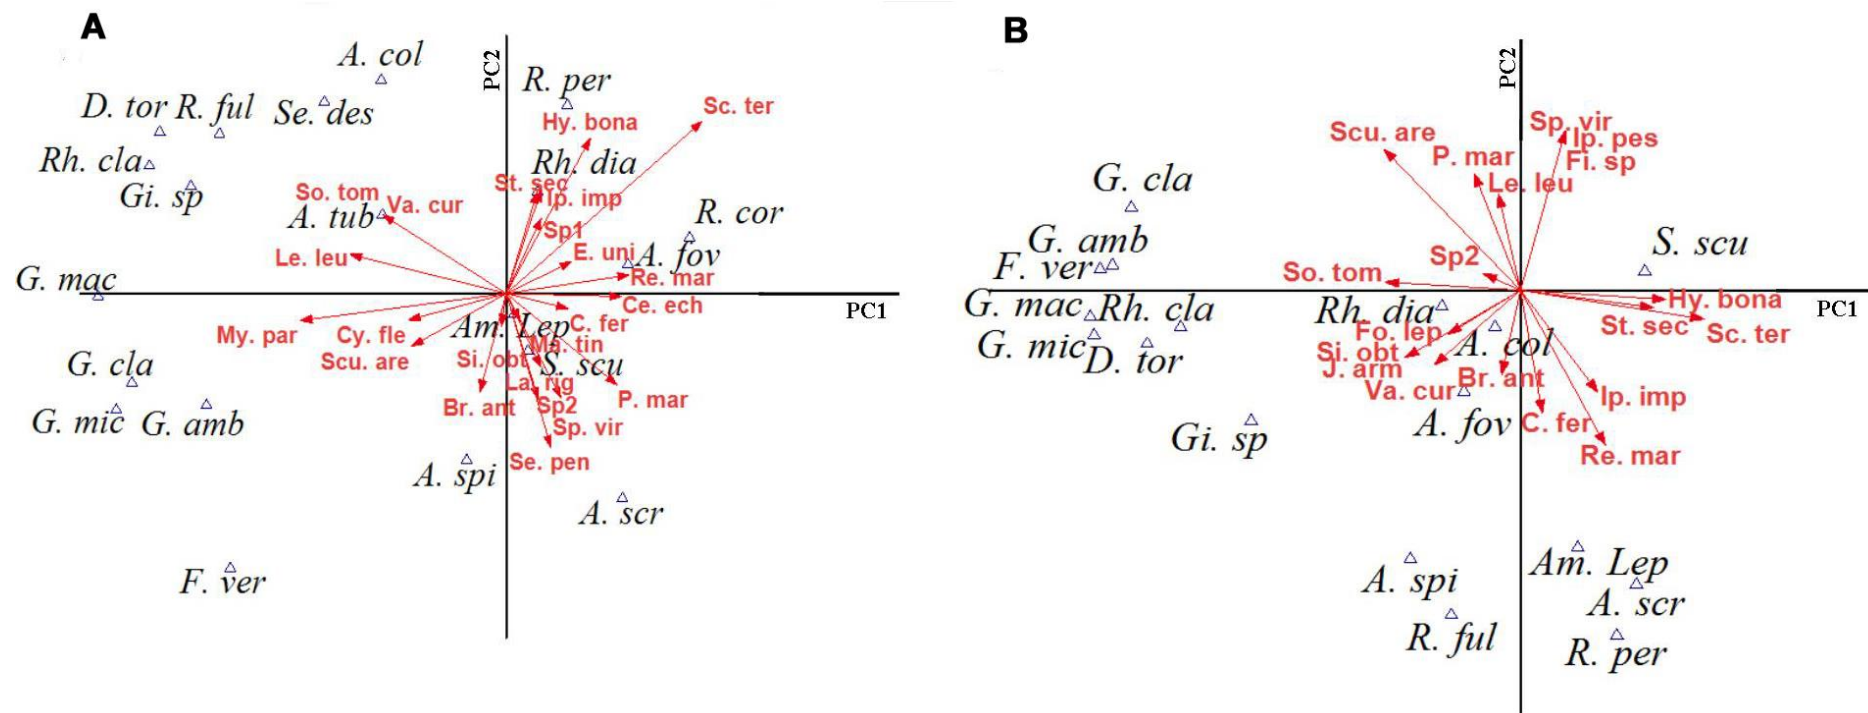 A
A. col
PC2
R. per
D. tor R. ful Se. des
Sc. ter
Hy. bona
Rh. cla
Rh. dia
Gi. sp
St. sec
So. tom
Ip. imp
A. tub
Va. cur
R. cor
Sp1
Le. leu
E. uni
A. fov
G. mac
Re. mar
Ce. ech
PC1
My. par
Cy. fle
Am. Lep
C. fer
Scu. are
Ma. tin
G. cla
Si. obt
S. scu
La. rig
P. mar
G. mic
G. amb
Br. ant
Sp2
Sp. vir
A. spi
Se. pen
A. scr
F. ver
B
PC2
Scu. are
Sp. vir
Ip. pes
P. mar
Fi. sp
G. cla
Le. leu
G. amb
S. scu
F. ver
Sp2
So. tom
G. mac
Rh. cla
Rh. dia
Hy. bona
PC1
Fo. lep
St. sec
Sc. ter
G. mic
D. tor
Si. obt
A. col
J. arm
Br. ant
Va. cur
Ip. imp
Gi. sp
A. fov
C. fer
Re. mar
A. spi
Am. Lep
A. scr
R. ful
R. per